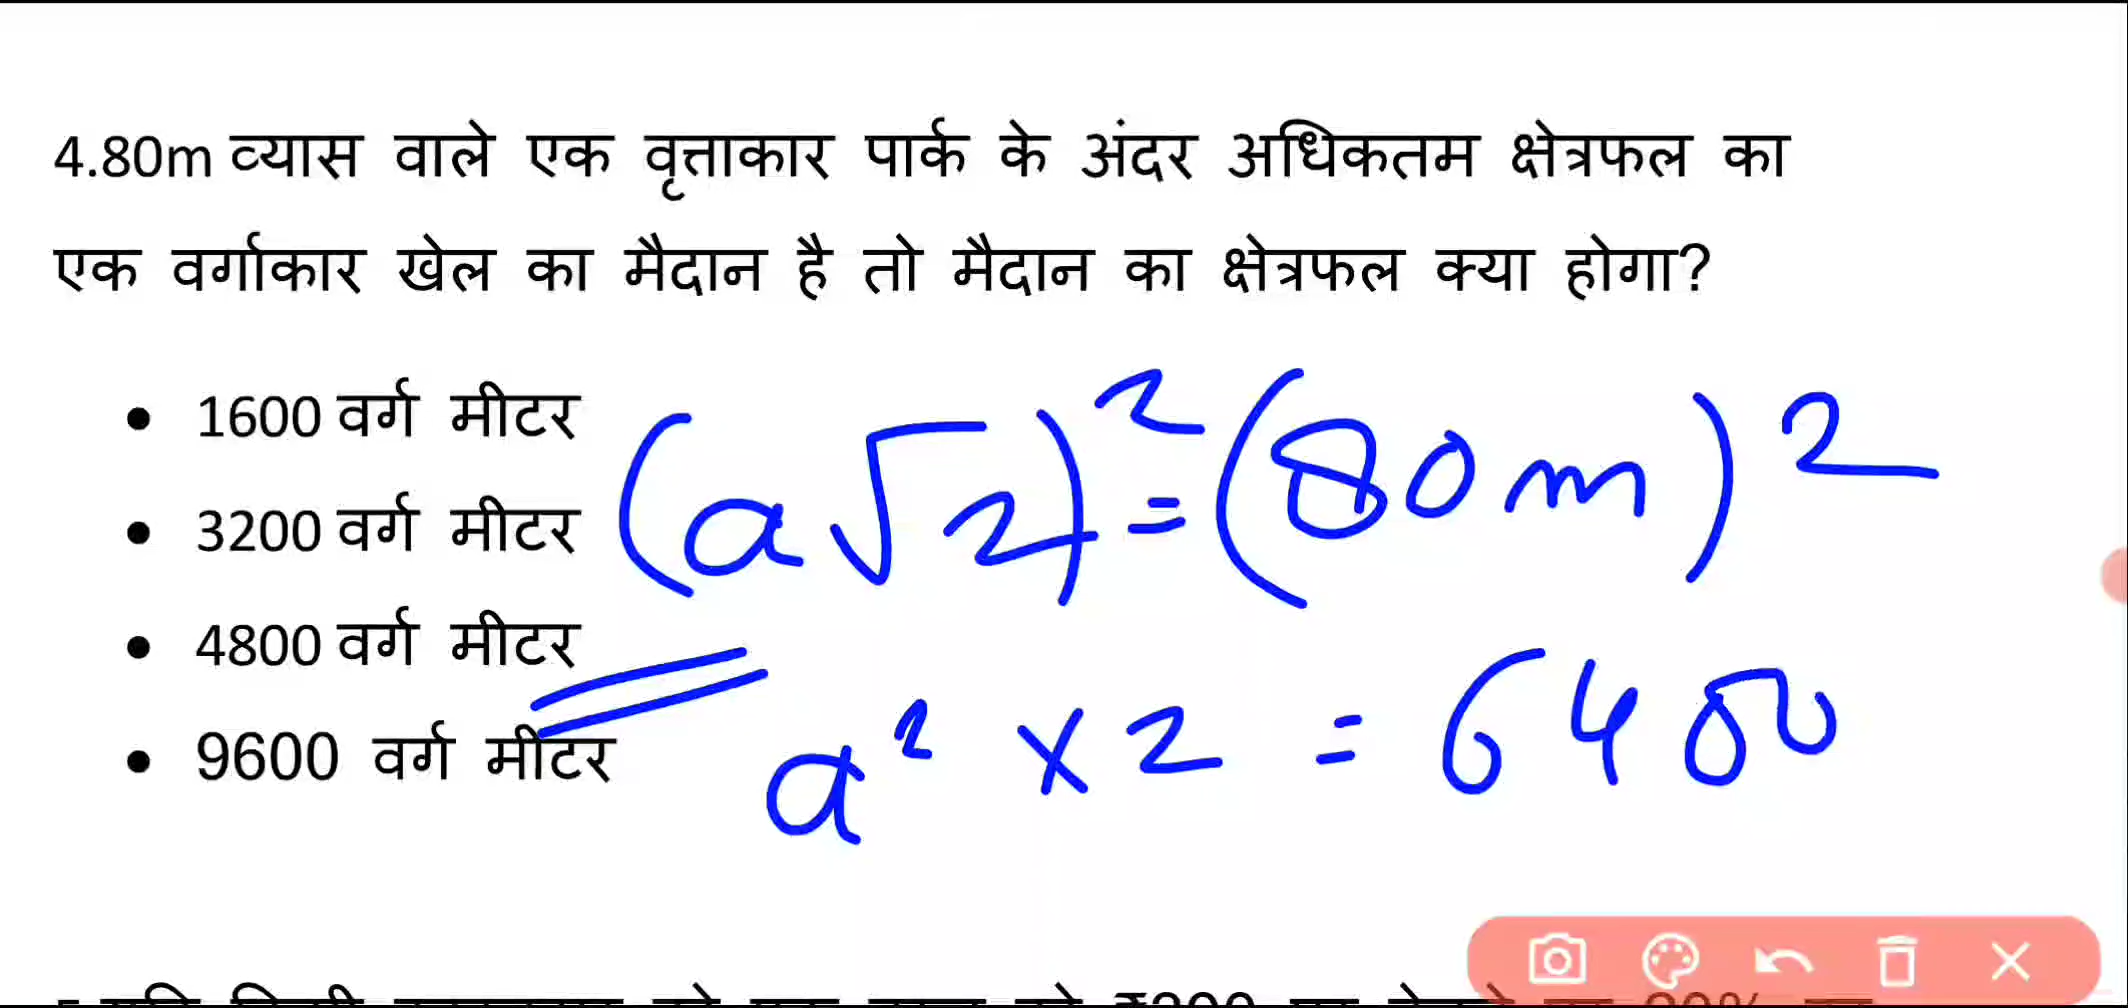 4.80m व्यास वाले एक वृत्ताकार पार्क के अंदर अधिकतम क्षेत्रफल का
एक वर्गाकार खेल का मैदान है तो मैदान का क्षेत्रफल क्या होगा?
• 1600 वर्ग मीटर
• 3200 वर्ग मीटर
• 4800 वर्ग मीटर
• 9600 वर्ग मीटर
(a√2)² = (80m)²
a² × 2 = 6400